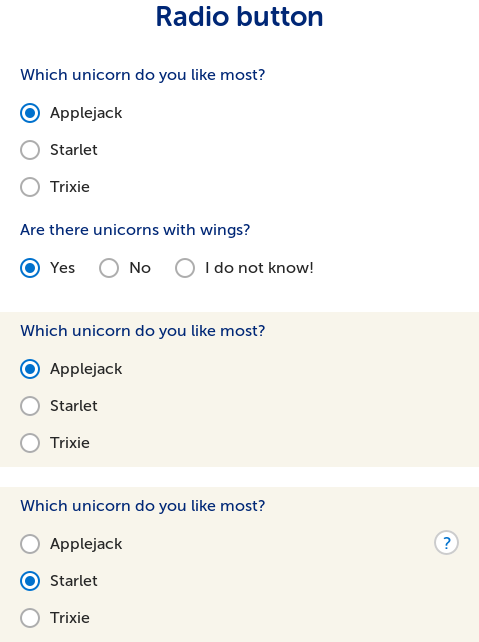 Radio button
Which unicorn do you like most?
Applejack
Starlet
Trixie
Are there unicorns with wings?
Yes No I do not know!
Which unicorn do you like most?
Applejack
Starlet
Trixie
Which unicorn do you like most?
Applejack ?
Starlet
Trixie